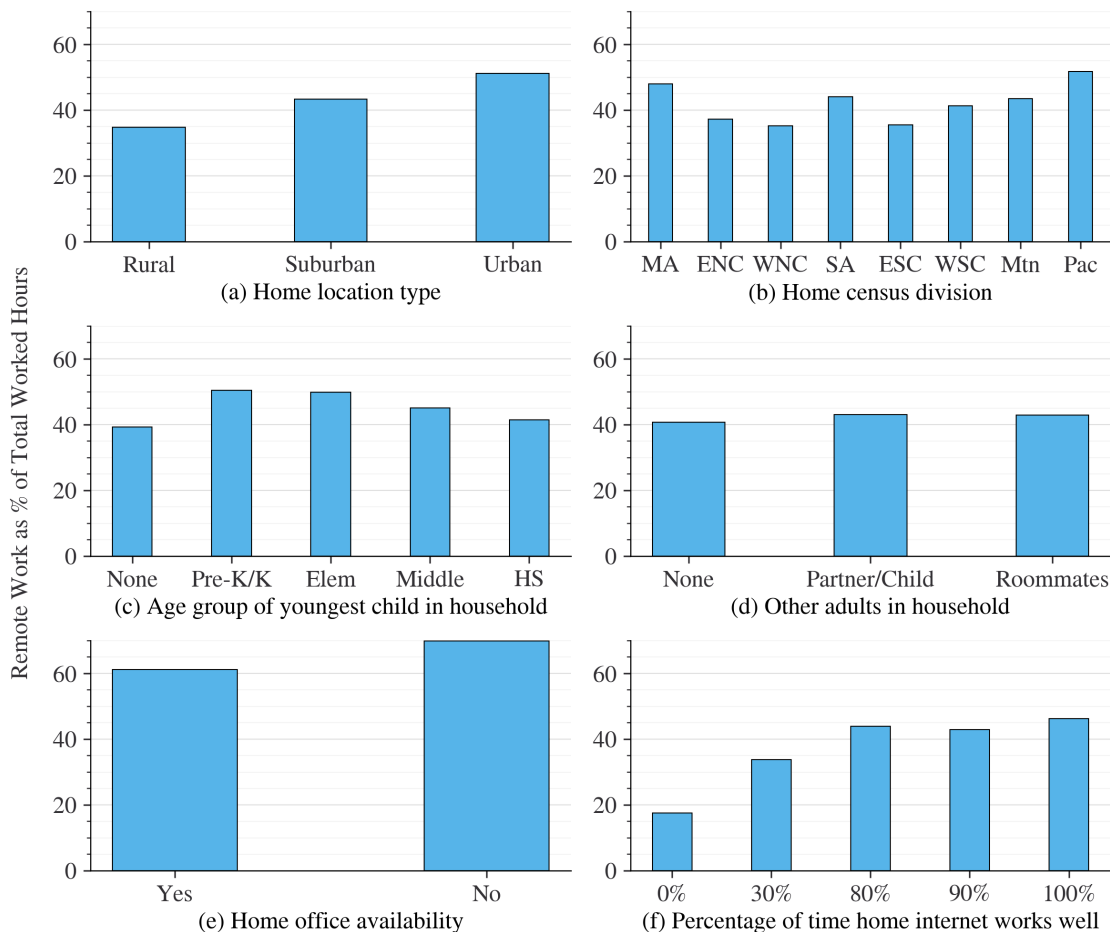 Remote Work as % of Total Worked Hours
60
40
20
0
Rural Suburban Urban
(a) Home location type
60
40
20
0
MA ENC WNC SA ESC WSC Mtn Pac
(b) Home census division
60
40
20
0
None Pre-K/K Elem Middle HS
(c) Age group of youngest child in household
60
40
20
0
None Partner/Child Roommates
(d) Other adults in household
60
40
20
0
Yes No
(e) Home office availability
60
40
20
0
0% 30% 80% 90% 100%
(f) Percentage of time home internet works well